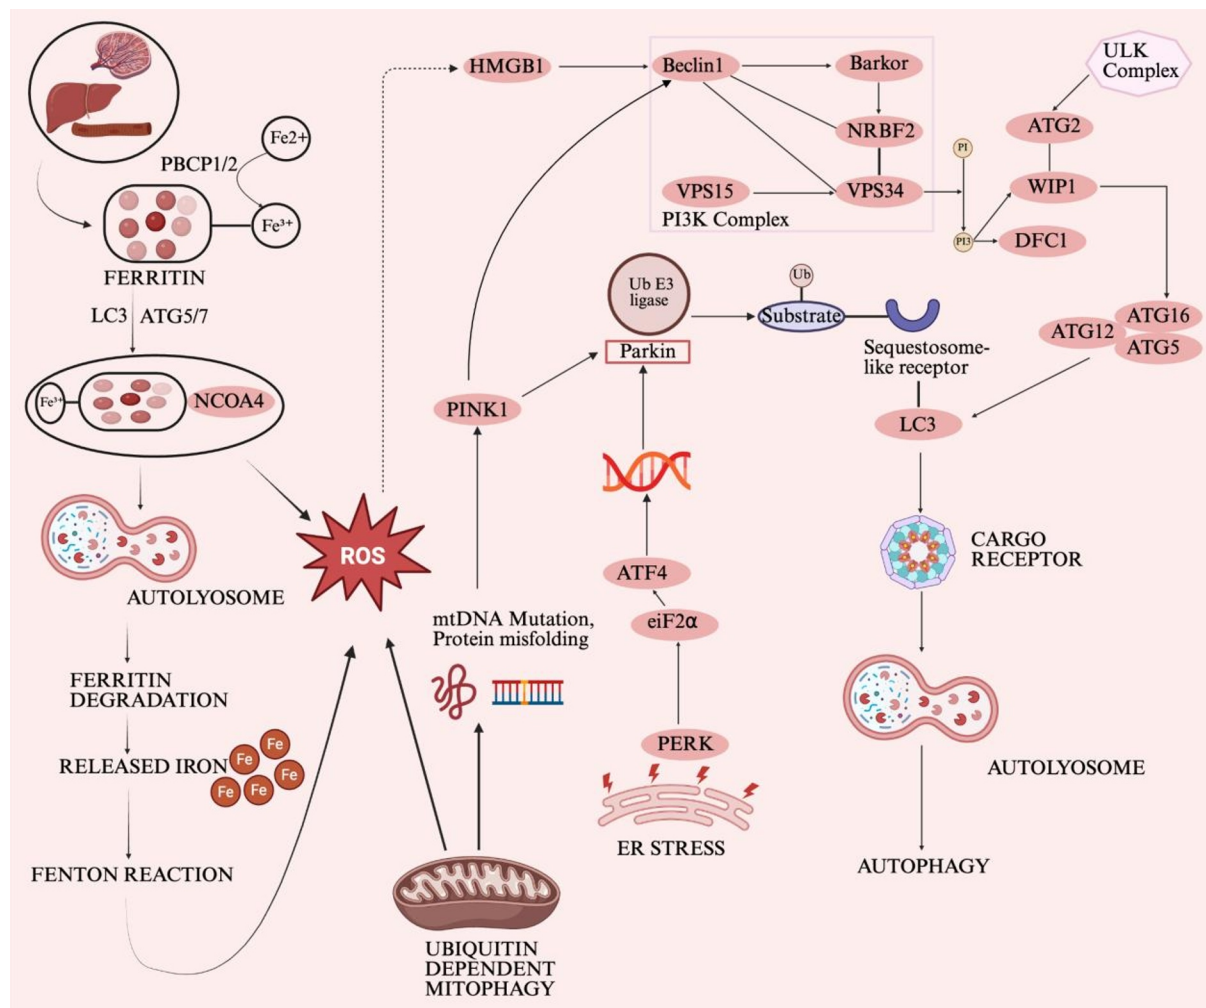 Fe2+
PBCP1/2
Fe³⁺
FERRITIN
LC3 ATG5/7
Fe³⁺
NCOA4
AUTOLYOSOME
FERRITIN
DEGRADATION
RELEASED IRON
Fe
Fe
Fe
Fe
Fe
FENTON REACTION
ROS
HMGB1
Beclin1
Barkor
NRBF2
VPS15
VPS34
PI3K Complex
PI
PI3
ULK
Complex
ATG2
WIP1
DFC1
ATG12
ATG16
ATG5
Ub E3
ligase
Parkin
Ub
Substrate
Sequestosome-
like receptor
LC3
PINK1
mtDNA Mutation,
Protein misfolding
UBIQUITIN
DEPENDENT
MITOPHAGY
ATF4
eiF2α
PERK
ER STRESS
CARGO
RECEPTOR
AUTOLYOSOME
AUTOPHAGY